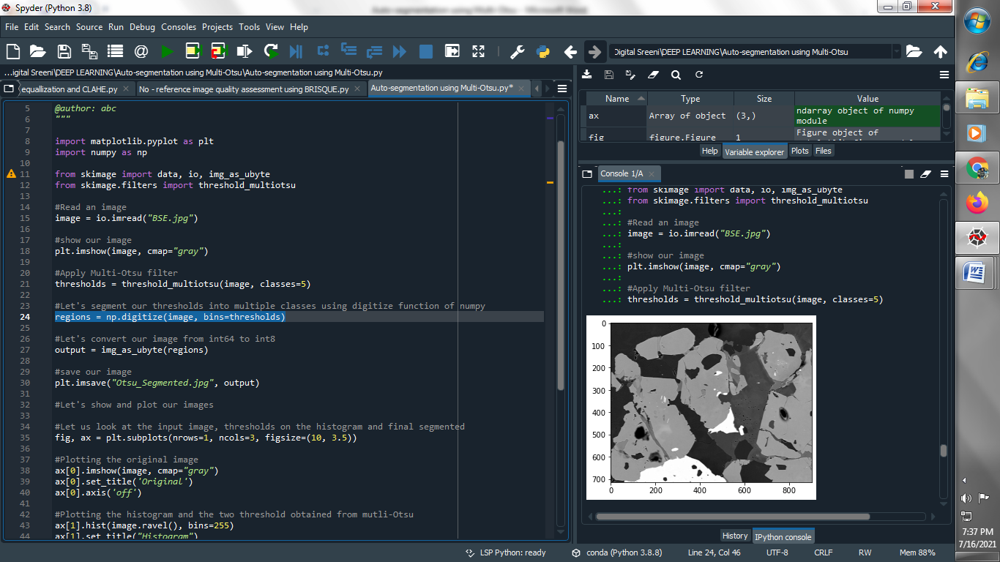 Spyder (Python 3.8)
Auto-segmentation using Multi-Otsu - Microsoft Word
File Edit Search Source Run Debug Consoles Projects Tools View Help
Digital Sreeni\DEEP LEARNING\Auto-segmentation using Multi-Otsu
...igital Sreeni\DEEP LEARNING\Auto-segmentation using Multi-Otsu\Auto-segmentation using Multi-Otsu.py
equallization and CLAHE.py
No - reference image quality assessment using BRISQUE.py
Auto-segmentation using Multi-Otsu.py*
5 @author: abc
6 """
7
8 import matplotlib.pyplot as plt
9 import numpy as np
10
11 from skimage import data, io, img_as_ubyte
12 from skimage.filters import threshold_multiotsu
13
14 #Read an image
15 image = io.imread("BSE.jpg")
16
17 #show our image
18 plt.imshow(image, cmap="gray")
19
20 #Apply Multi-Otsu filter
21 thresholds = threshold_multiotsu(image, classes=5)
22
23 #Let's segment our thresholds into multiple classes using digitize function of numpy
24 regions = np.digitize(image, bins=thresholds)
25
26 #Let's convert our image from int64 to int8
27 output = img_as_ubyte(regions)
28
29 #save our image
30 plt.imsave("Otsu_Segmented.jpg", output)
31
32 #Let's show and plot our images
33
34 #Let us look at the input image, thresholds on the histogram and final segmented
35 fig, ax = plt.subplots(nrows=1, ncols=3, figsize=(10, 3.5))
36
37 #Plotting the original image
38 ax[0].imshow(image, cmap="gray")
39 ax[0].set_title('Original')
40 ax[0].axis('off')
41
42 #Plotting the histogram and the two threshold obtained from mutli-Otsu
43 ax[1].hist(image.ravel(), bins=255)
44 ax[1].set_title("Histogram")
Name Type Size Value
ax Array of object (3,) ndarray object of numpy
module
fig figure.Figure 1 Figure object of
Help Variable explorer Plots Files
Console 1/A
...: from skimage import data, io, img_as_ubyte
...: from skimage.filters import threshold_multiotsu
...:
...: #Read an image
...: image = io.imread("BSE.jpg")
...:
...: #show our image
...: plt.imshow(image, cmap="gray")
...:
...: #Apply Multi-Otsu filter
...: thresholds = threshold_multiotsu(image, classes=5)
0
100
200
300
400
500
600
700
0 200 400 600 800
History IPython console
LSP Python: ready conda (Python 3.8.8) Line 24, Col 46 UTF-8 CRLF RW Mem 88%
7:37 PM
7/16/2021